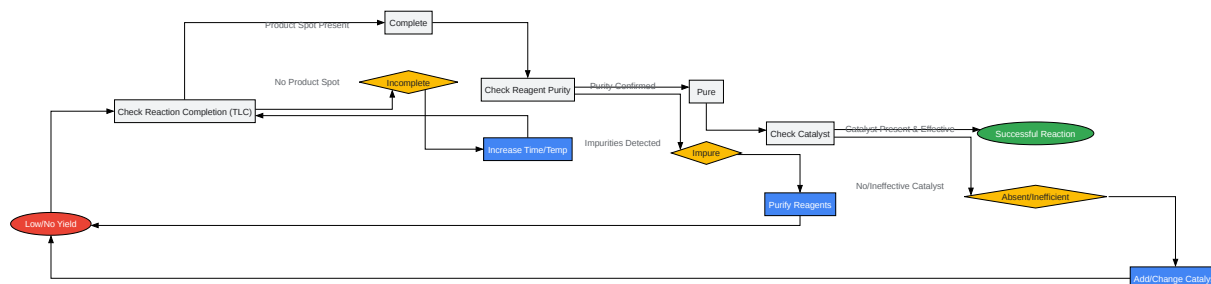 Product Spot Present
Complete
No Product Spot
Incomplete
Check Reagent Purity
Purity Confirmed
Pure
Check Reaction Completion (TLC)
Check Catalyst
Catalyst Present & Effective
Successful Reaction
Increase Time/Temp
Impurities Detected
Impure
No/Ineffective Catalyst
Absent/Inefficient
Purify Reagents
Low/No Yield
Add/Change Cataly